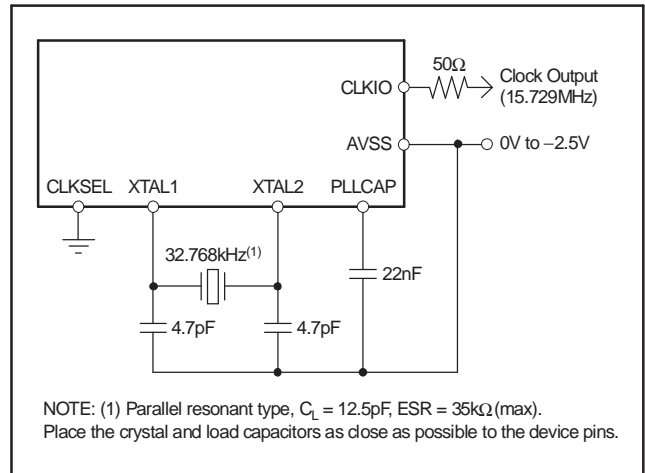 50Ω
CLKIO
Clock Output
(15.729MHz)
AVSS
0V to −2.5V
CLKSEL XTAL1 XTAL2 PLLCAP
32.768kHz(1)
22nF
4.7pF 4.7pF
NOTE: (1) Parallel resonant type, CL = 12.5pF, ESR = 35kΩ(max).
Place the crystal and load capacitors as close as possible to the device pins.